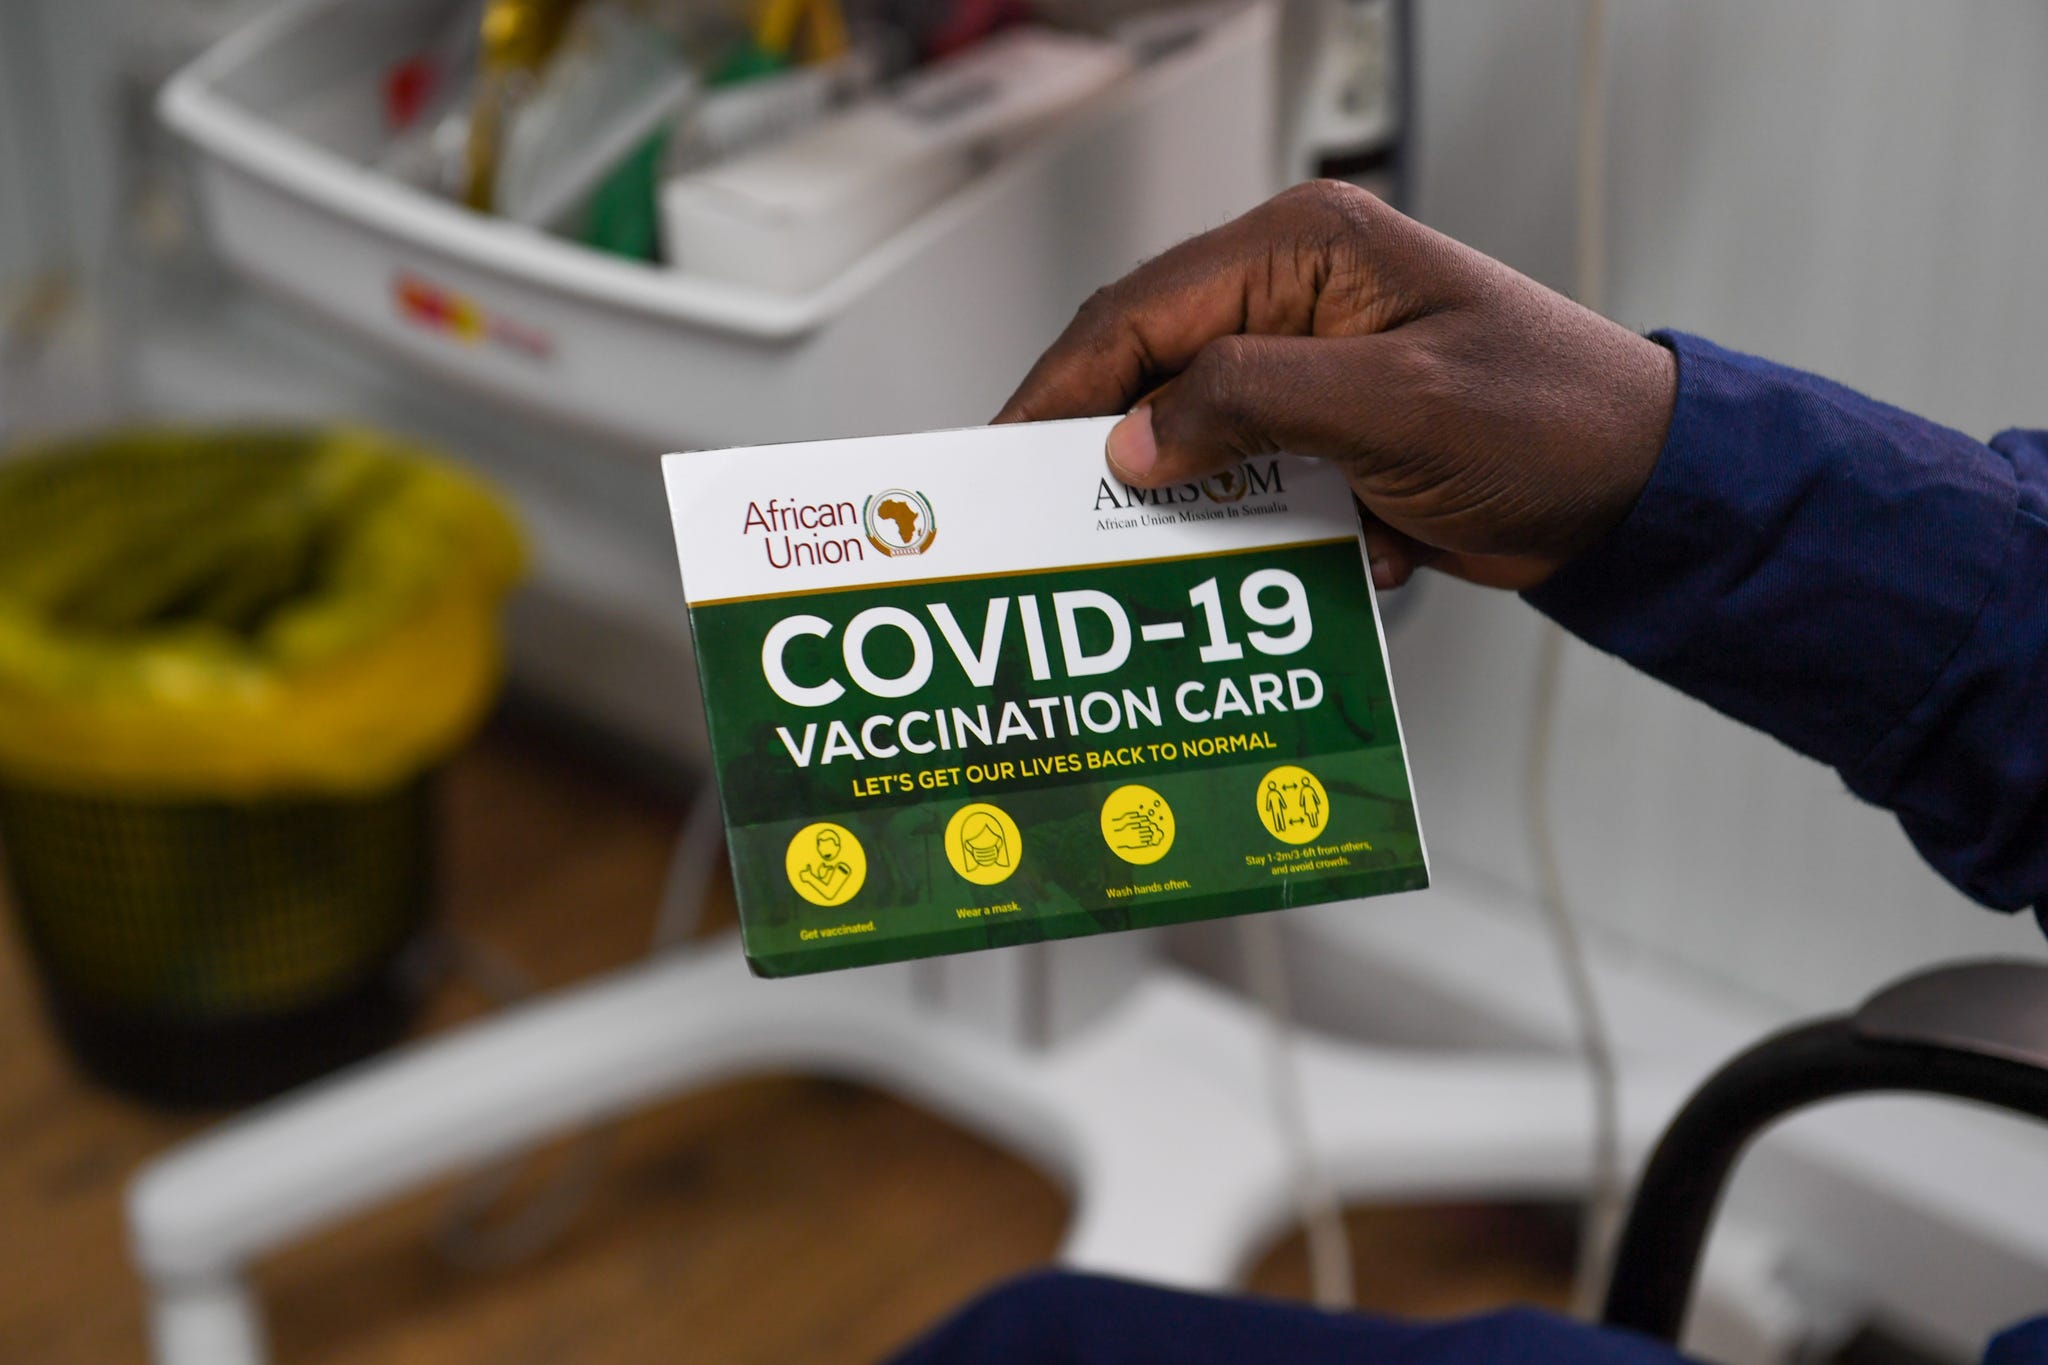 African
Union
AMISOM
African Union Mission In Somalia
COVID-19
VACCINATION CARD
LET'S GET OUR LIVES BACK TO NORMAL
Get vaccinated.
Wear a mask.
Wash hands often.
Stay 1-2m/3-6ft from others,
and avoid crowds.